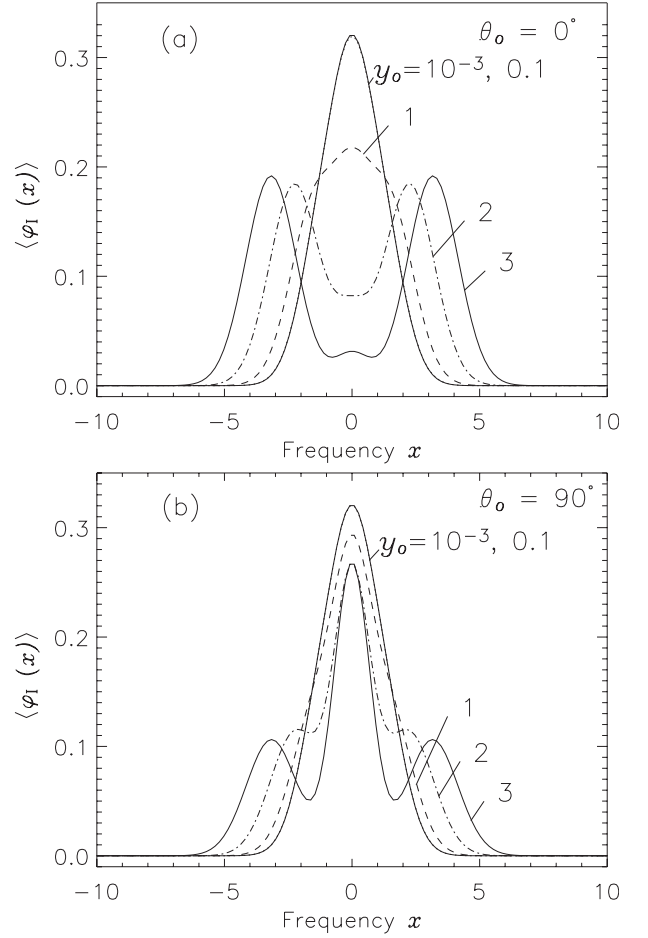 (a)
θₒ = 0°
yₒ=10⁻³, 0.1
1
2
3
⟨φ_I (x)⟩
0.3
0.2
0.1
0.0
−10 −5 0 5 10
Frequency x
(b)
θₒ = 90°
yₒ=10⁻³, 0.1
1
2
3
⟨φ_I (x)⟩
0.3
0.2
0.1
0.0
−10 −5 0 5 10
Frequency x